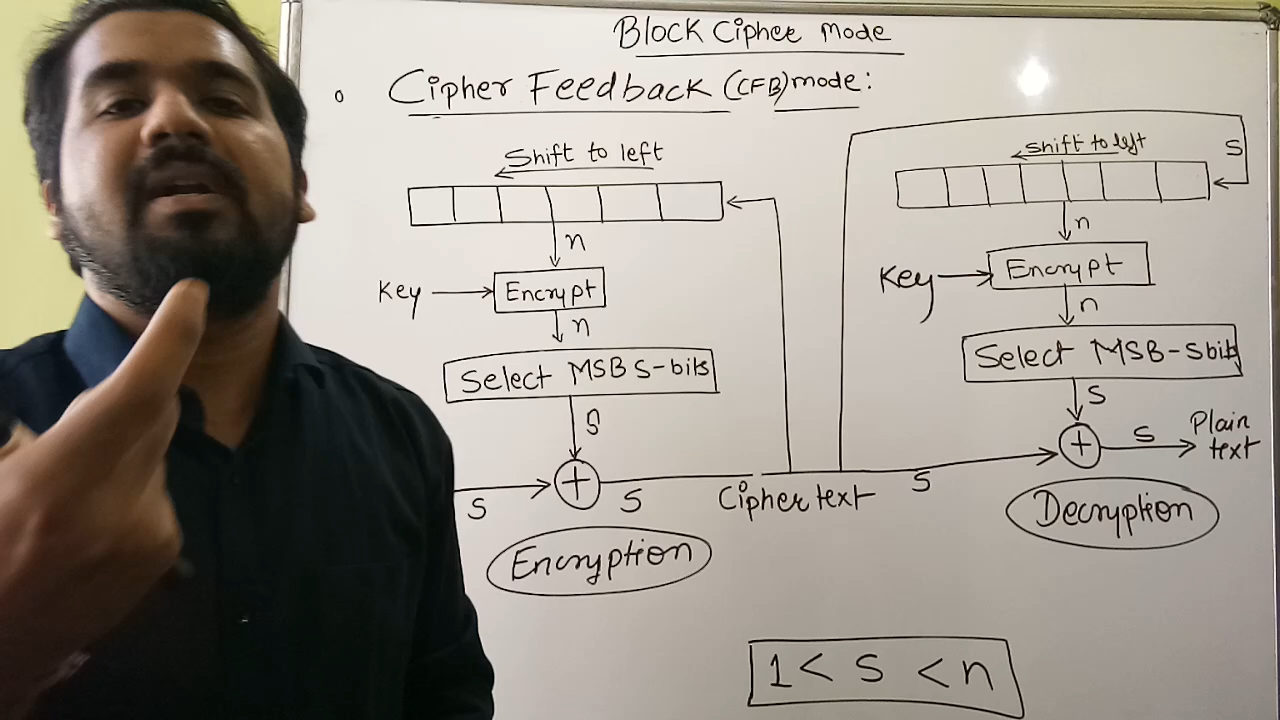 Block Cipher Mode
Cipher Feedback (CFB) mode:
Shift to left
n
Key
Encrypt
n
Select MSB S-bits
S
S
S
Encryption
Cipher text
Shift to left
S
n
Key
Encrypt
n
Select MSB-Sbits
S
S
S
Plain
text
Decryption
1 < S < n